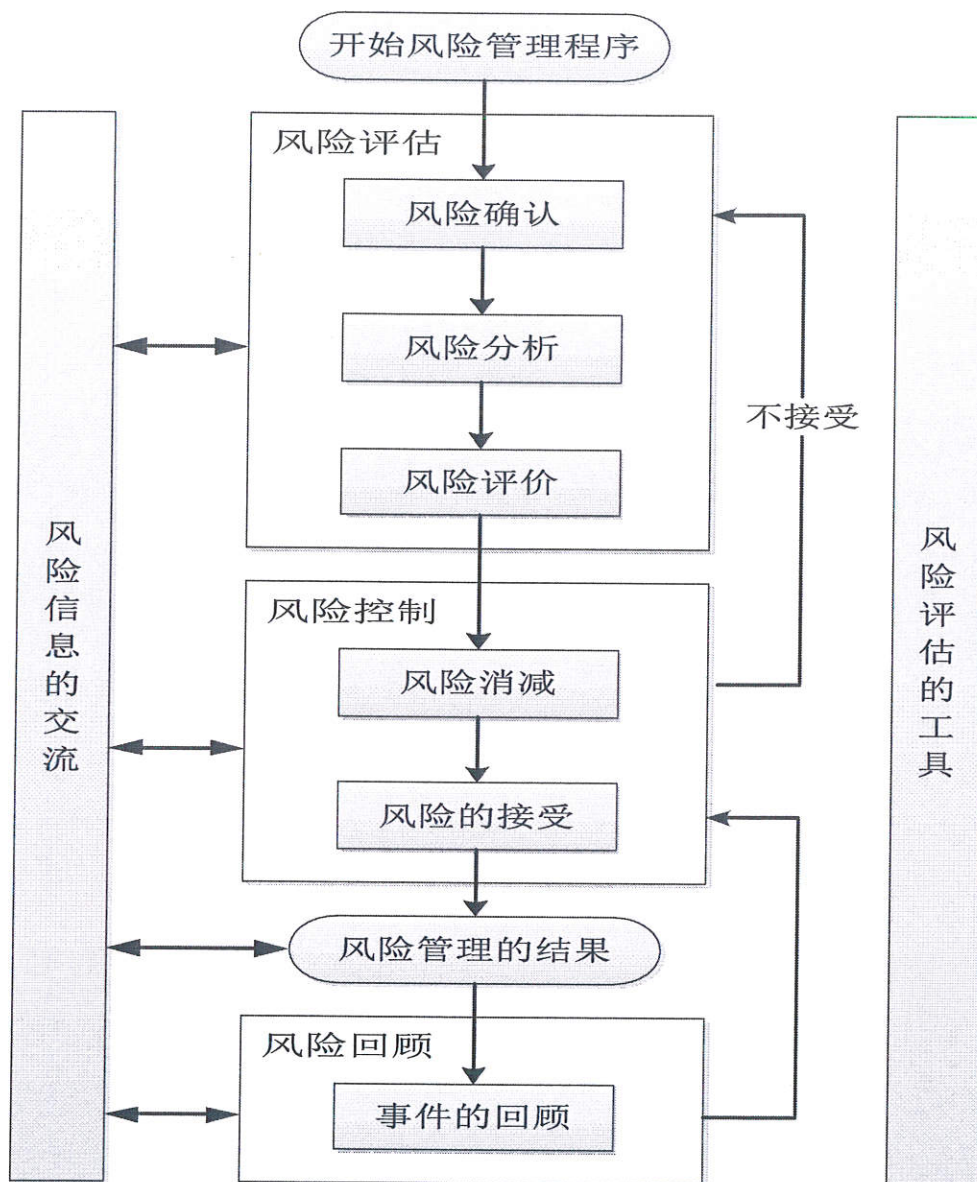 开始风险管理程序
风险评估
风险确认
风险分析
风险评价
不接受
风险控制
风险消减
风险的接受
风险管理的结果
风险回顾
事件的回顾
风险信息的交流
风险评估的工具